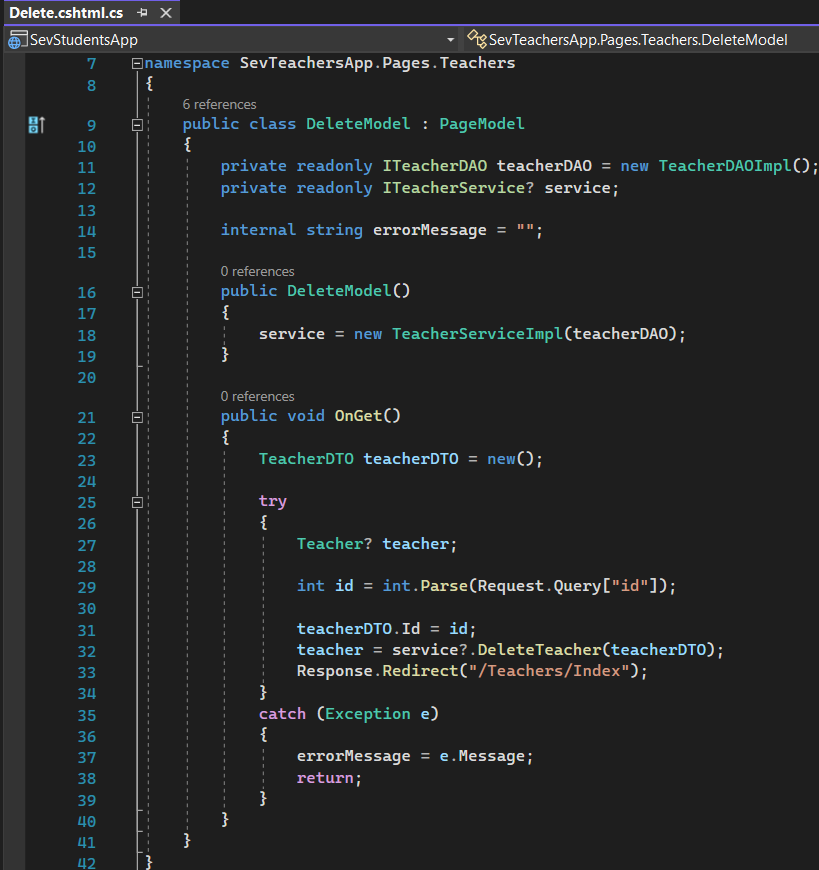 Delete.cshtml.cs
SevStudentsApp SevTeachersApp.Pages.Teachers.DeleteModel
7 namespace SevTeachersApp.Pages.Teachers
8 {
6 references
9 public class DeleteModel : PageModel
10 {
11 private readonly ITeacherDAO teacherDAO = new TeacherDAOImpl();
12 private readonly ITeacherService? service;
13
14 internal string errorMessage = "";
15
0 references
16 public DeleteModel()
17 {
18 service = new TeacherServiceImpl(teacherDAO);
19 }
20
0 references
21 public void OnGet()
22 {
23 TeacherDTO teacherDTO = new();
24
25 try
26 {
27 Teacher? teacher;
28
29 int id = int.Parse(Request.Query["id"]);
30
31 teacherDTO.Id = id;
32 teacher = service?.DeleteTeacher(teacherDTO);
33 Response.Redirect("/Teachers/Index");
34 }
35 catch (Exception e)
36 {
37 errorMessage = e.Message;
38 return;
39 }
40 }
41 }
42 }